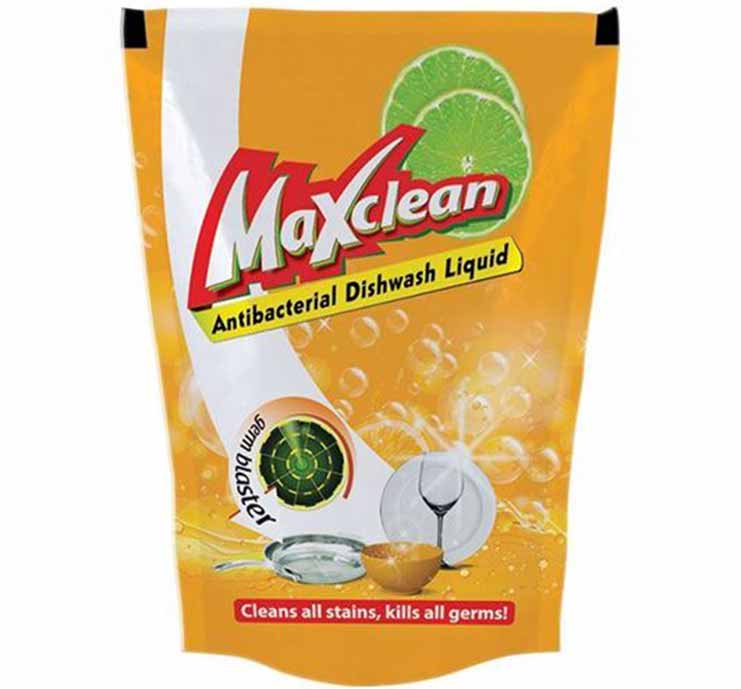 Maxclean
Antibacterial Dishwash Liquid
germ blaster
Cleans all stains, kills all germs!